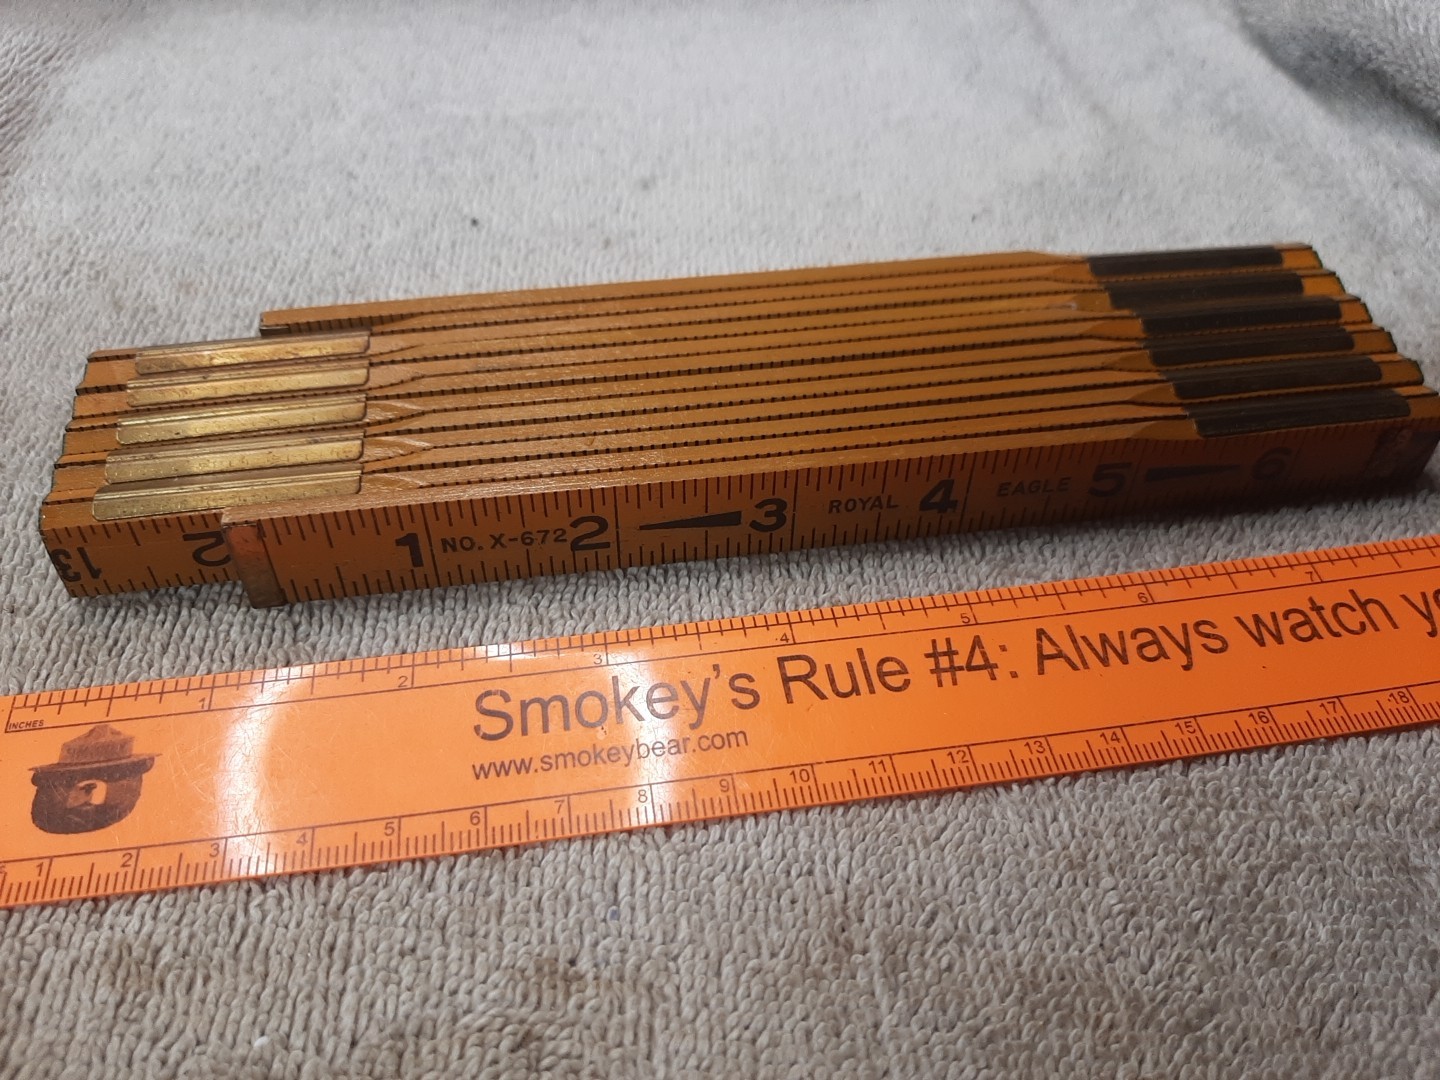 13 2
1 NO. X-672 2 3 ROYAL 4 EAGLE 5 6
INCHES 1 2 3 4 5 6 7
SMOKEY
Smokey's Rule #4: Always watch
www.smokeybear.com
1 2 3 4 5 6 7 8 9 10 11 12 13 14 15 16 17 18